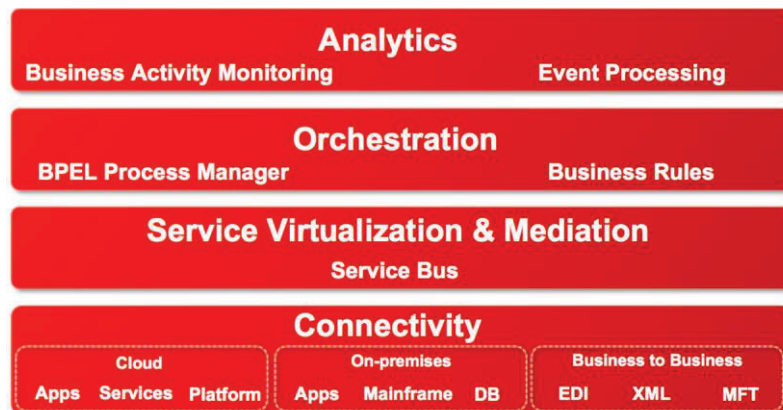 Analytics
Business Activity Monitoring Event Processing
Orchestration
BPEL Process Manager Business Rules
Service Virtualization & Mediation
Service Bus
Connectivity
Cloud On-premises Business to Business
Apps Services Platform Apps Mainframe DB EDI XML MFT